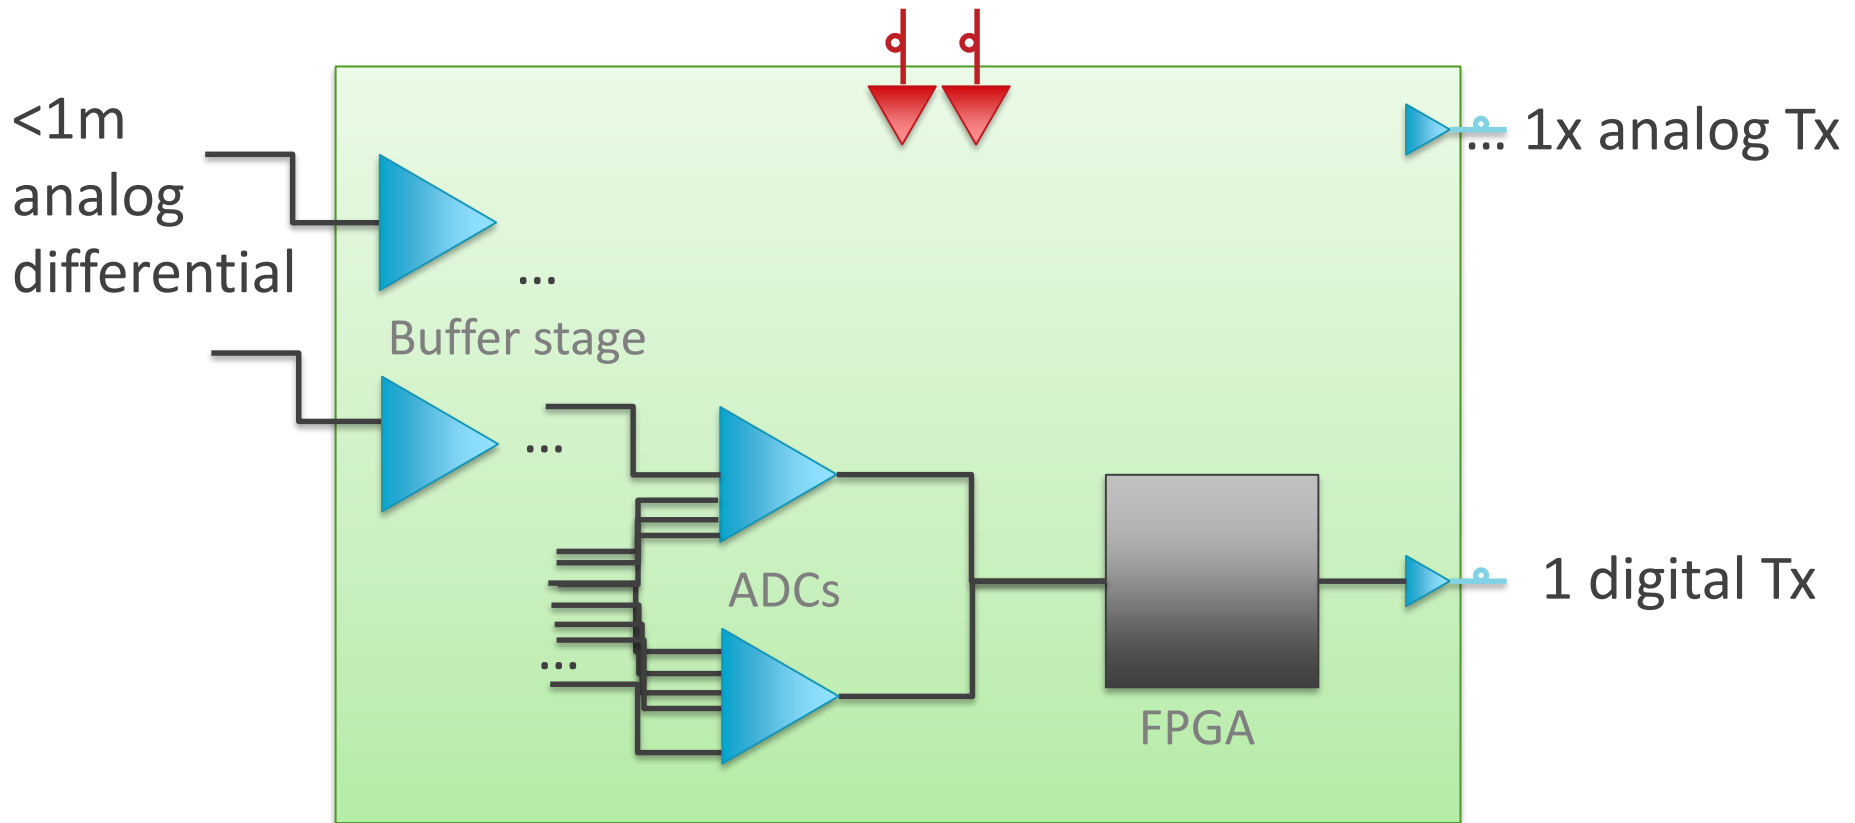 <1m
analog
differential
... 1x analog Tx
...
Buffer stage
...
ADCs
...
1 digital Tx
FPGA